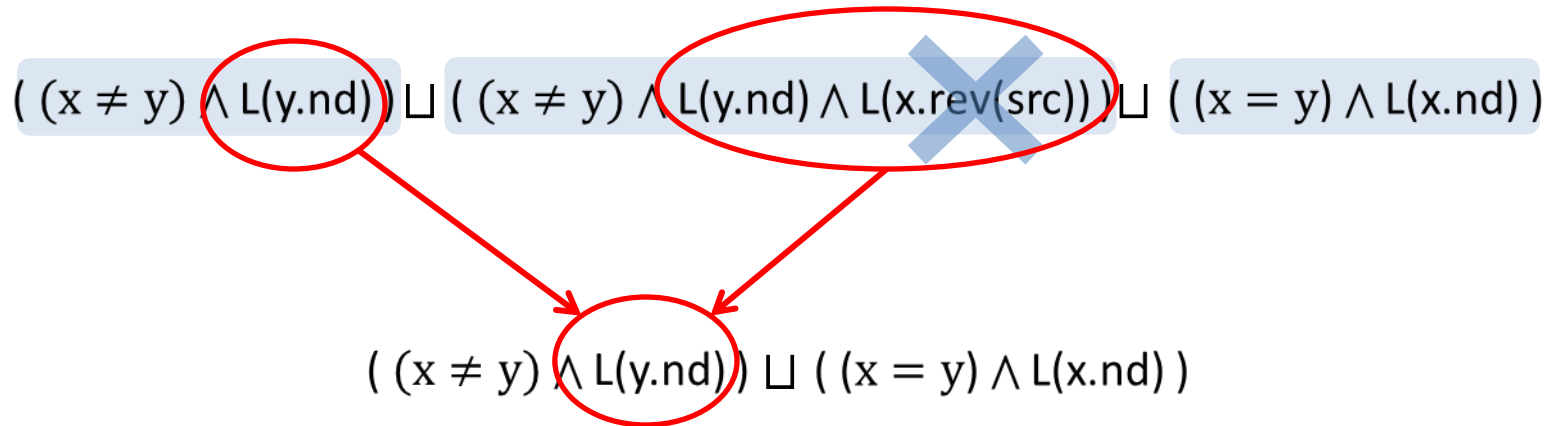 ( (x ≠ y) ∧ L(y.nd) ) ⊔ ( (x ≠ y) ∧ L(y.nd) ∧ L(x.rev(src)) ) ⊔ ( (x = y) ∧ L(x.nd) )
( (x ≠ y) ∧ L(y.nd) ) ⊔ ( (x = y) ∧ L(x.nd) )